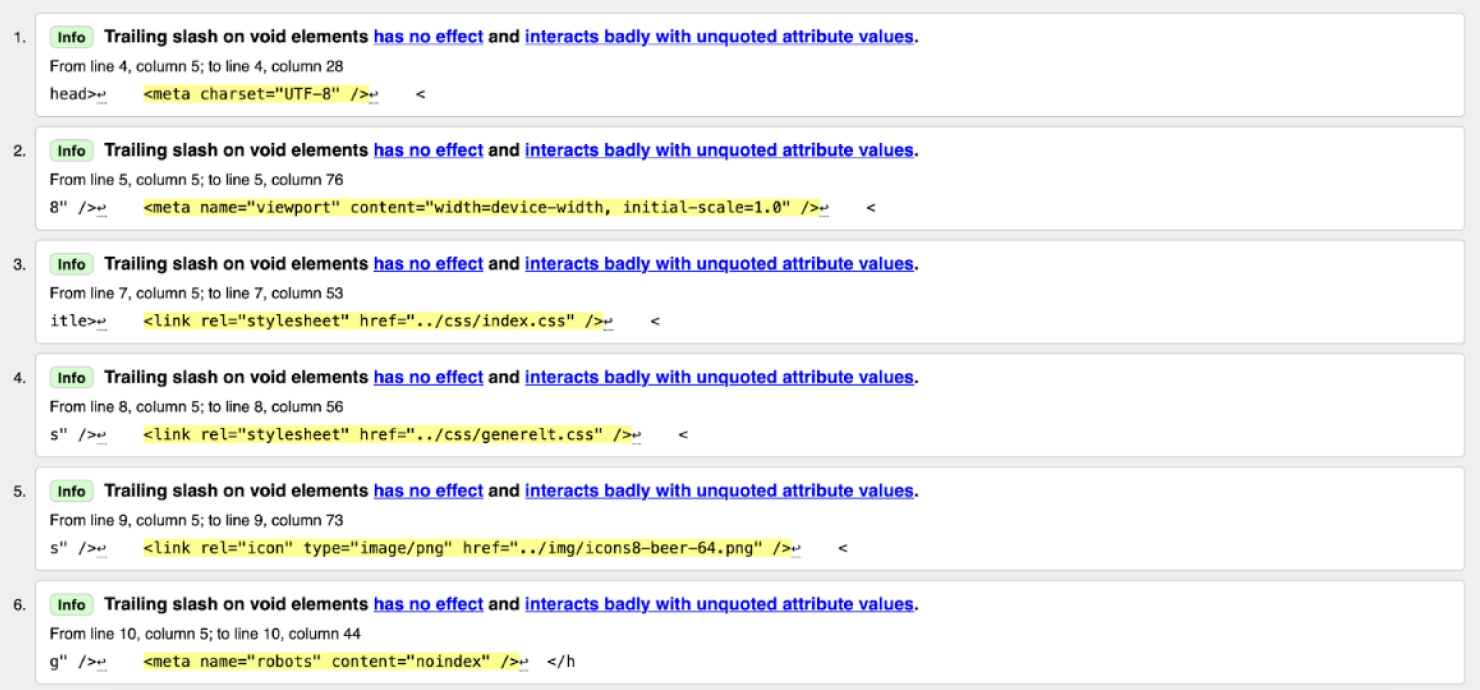 1. Info Trailing slash on void elements has no effect and interacts badly with unquoted attribute values.
From line 4, column 5; to line 4, column 28
head>↩    <meta charset="UTF-8" />↩    <
2. Info Trailing slash on void elements has no effect and interacts badly with unquoted attribute values.
From line 5, column 5; to line 5, column 76
8" />↩    <meta name="viewport" content="width=device-width, initial-scale=1.0" />↩    <
3. Info Trailing slash on void elements has no effect and interacts badly with unquoted attribute values.
From line 7, column 5; to line 7, column 53
itle>↩    <link rel="stylesheet" href="../css/index.css" />↩    <
4. Info Trailing slash on void elements has no effect and interacts badly with unquoted attribute values.
From line 8, column 5; to line 8, column 56
s" />↩    <link rel="stylesheet" href="../css/generelt.css" />↩    <
5. Info Trailing slash on void elements has no effect and interacts badly with unquoted attribute values.
From line 9, column 5; to line 9, column 73
s" />↩    <link rel="icon" type="image/png" href="../img/icons8-beer-64.png" />↩    <
6. Info Trailing slash on void elements has no effect and interacts badly with unquoted attribute values.
From line 10, column 5; to line 10, column 44
g" />↩    <meta name="robots" content="noindex" />↩  </h